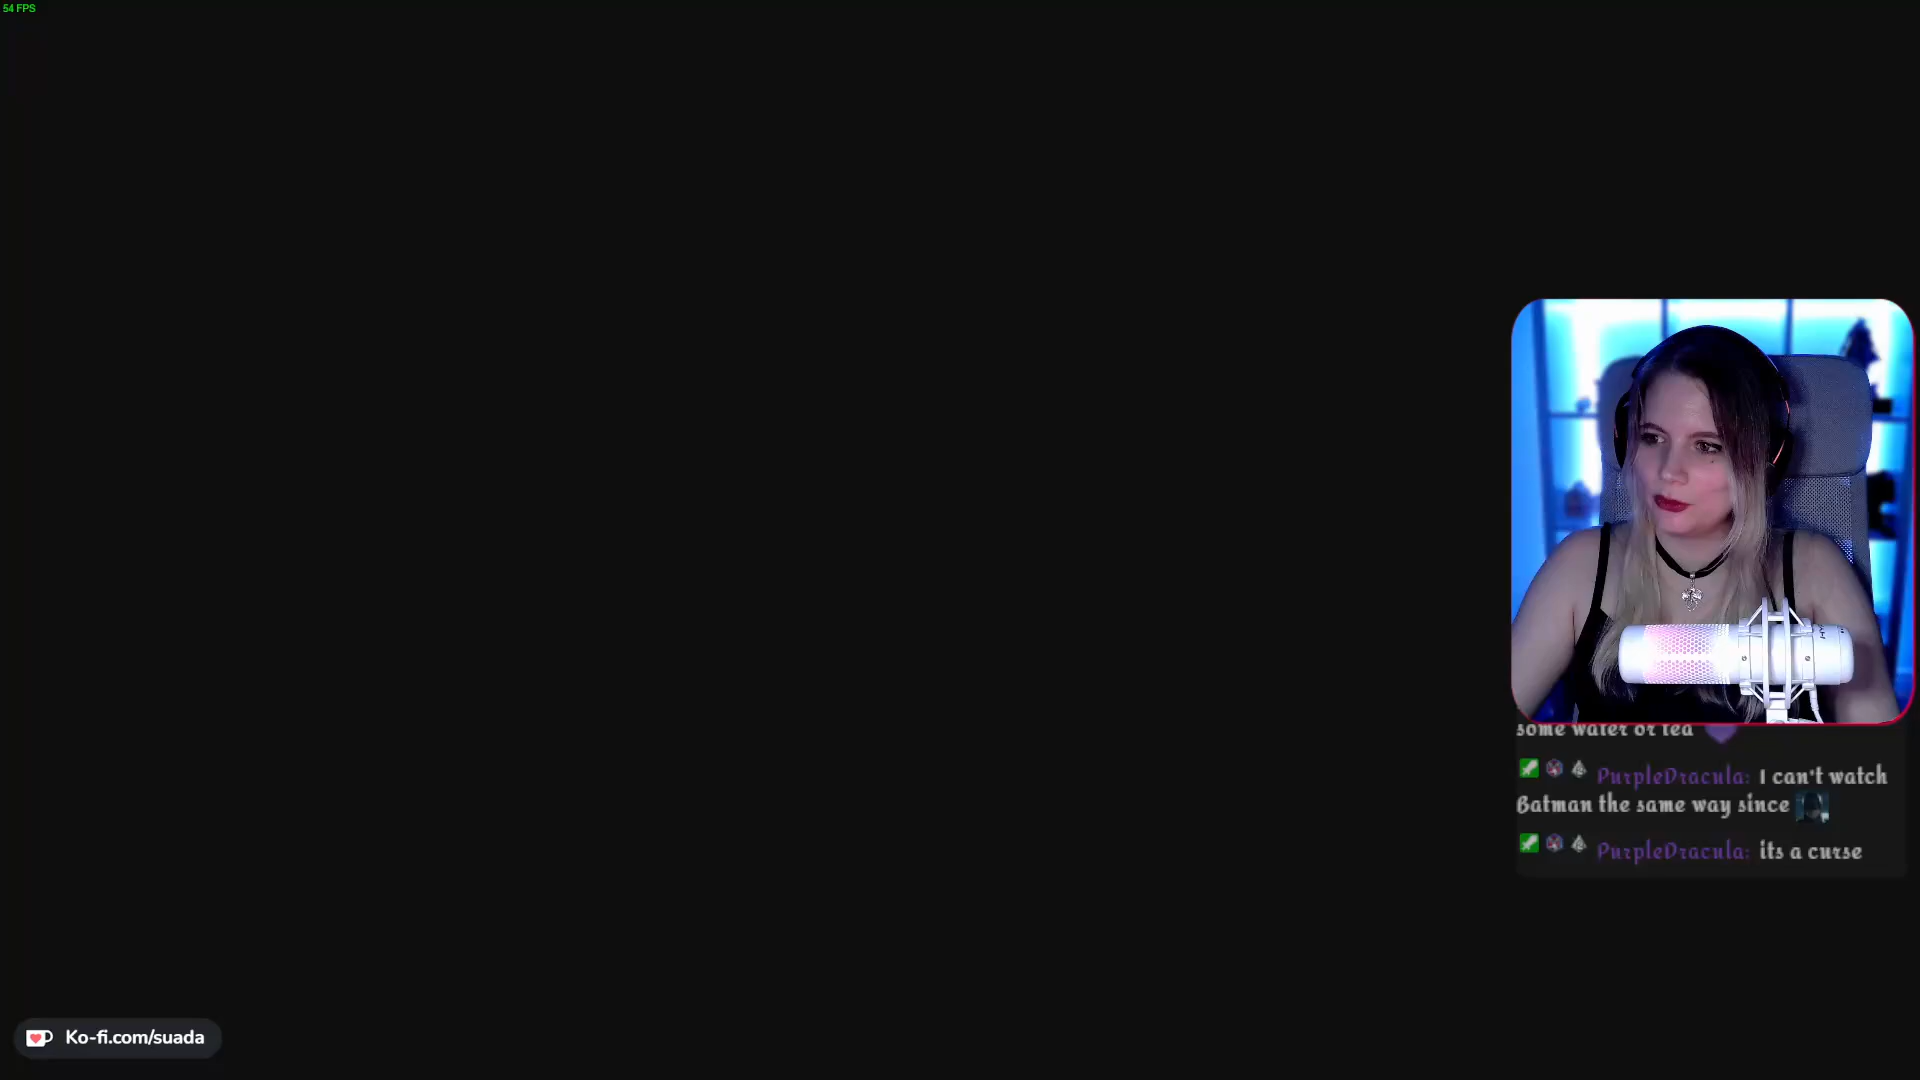 54 FPS
some water or tea
PurpleDracula: I can't watch
Batman the same way since
PurpleDracula: its a curse
Ko-fi.com/suada